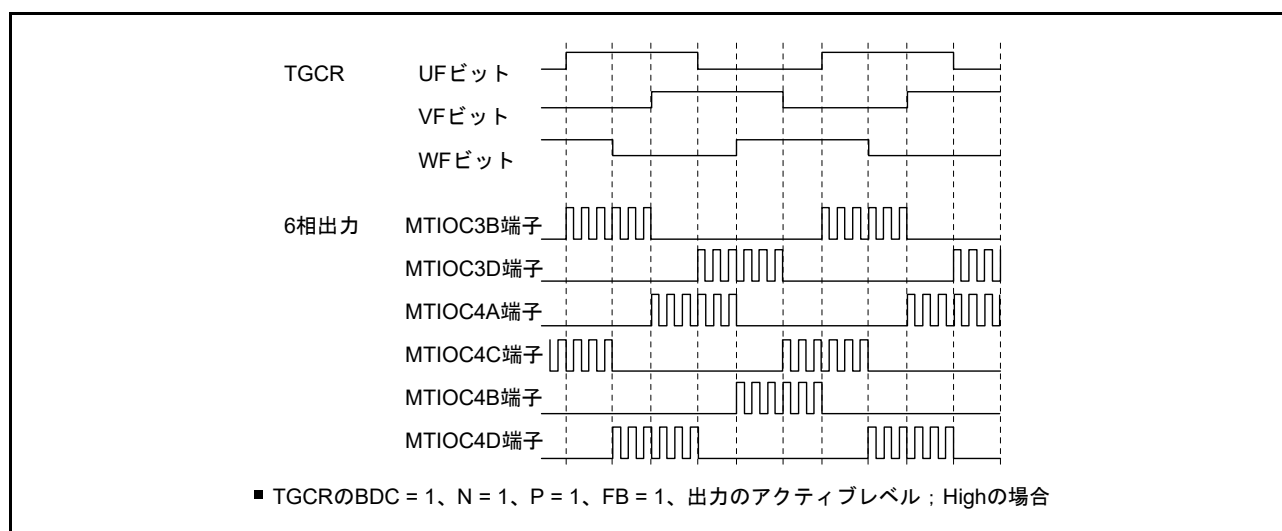 TGCR UFビット
VFビット
WFビット
6相出力 MTIOC3B端子
MTIOC3D端子
MTIOC4A端子
MTIOC4C端子
MTIOC4B端子
MTIOC4D端子
■ TGCRのBDC = 1、N = 1、P = 1、FB = 1、出力のアクティブレベル ; Highの場合